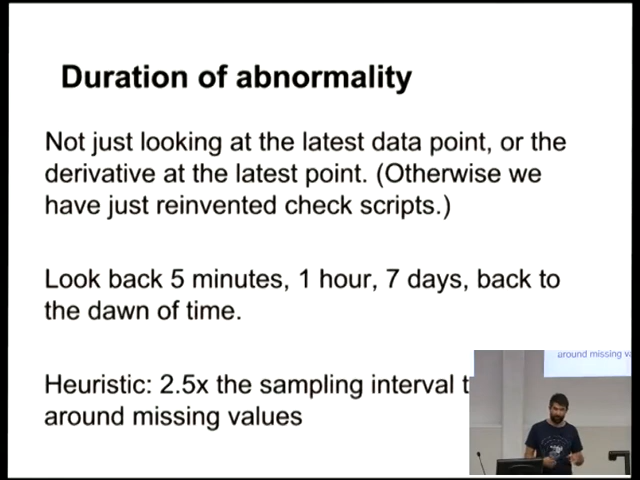 Duration of abnormality
Not just looking at the latest data point, or the
derivative at the latest point. (Otherwise we
have just reinvented check scripts.)
Look back 5 minutes, 1 hour, 7 days, back to
the dawn of time.
Heuristic: 2.5x the sampling interval
around missing values
around missing